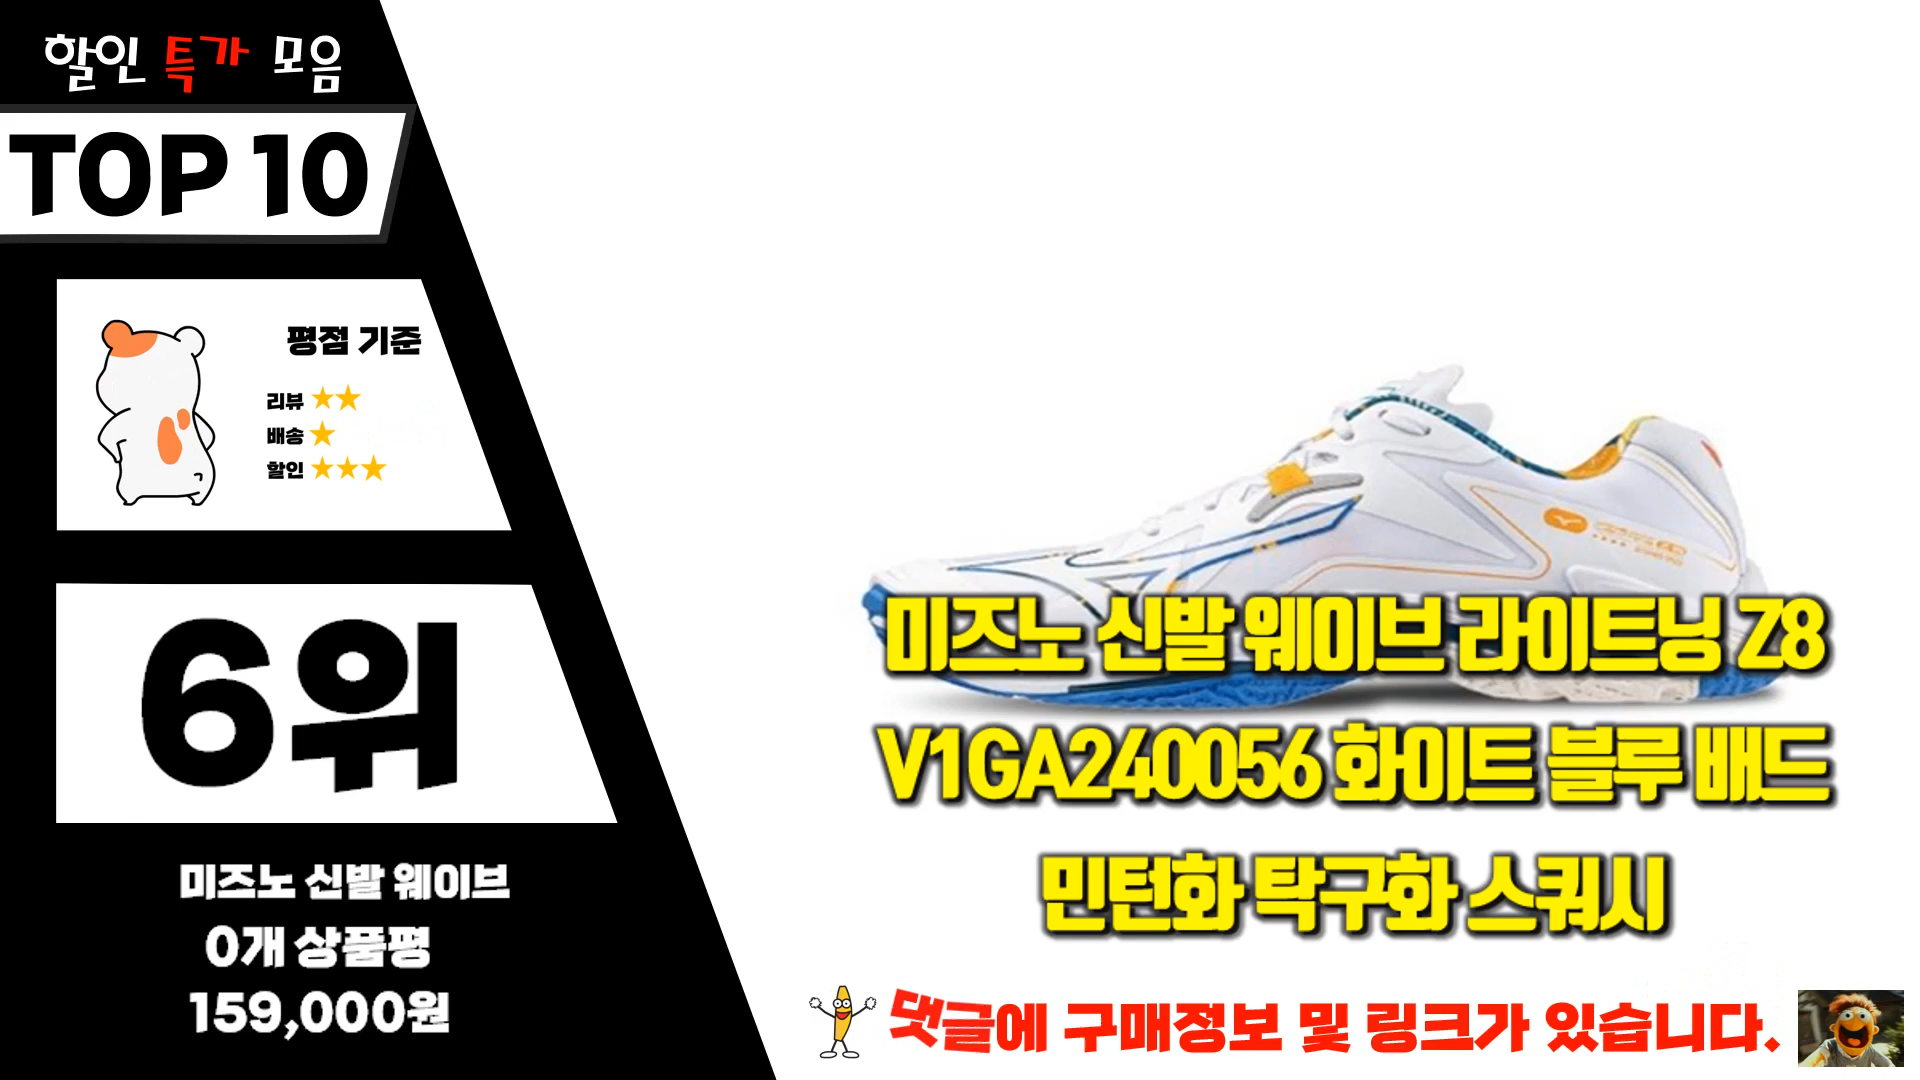 할인 특가 모음
TOP 10
평점 기준
리뷰 ★★
배송 ★
할인 ★★★
6위
미즈노 신발 웨이브
0개 상품평
159,000원
미즈노 신발 웨이브 라이트닝 Z8
V1GA240056 화이트 블루 배드
민턴화 탁구화 스쿼시
댓글에 구매정보 및 링크가 있습니다.